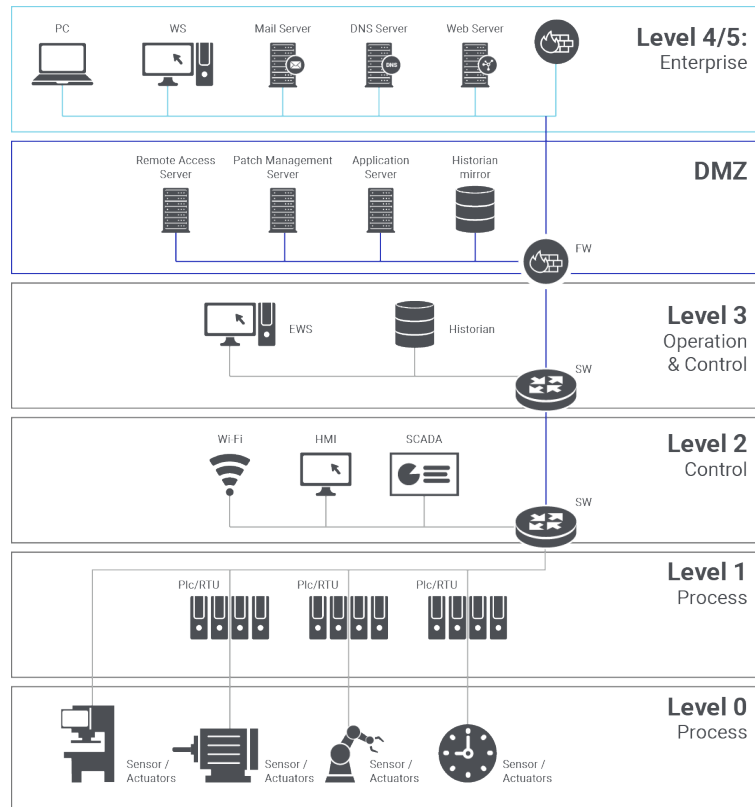 PC
WS
Mail Server
DNS Server
Web Server
DNS
Level 4/5:
Enterprise
Remote Access
Server
Patch Management
Server
Application
Server
Historian
mirror
DMZ
FW
EWS
Historian
Level 3
Operation
& Control
SW
Wi-Fi
HMI
SCADA
Level 2
Control
SW
Plc/RTU
Plc/RTU
Plc/RTU
Level 1
Process
Level 0
Process
Sensor /
Actuators
Sensor /
Actuators
Sensor /
Actuators
Sensor /
Actuators